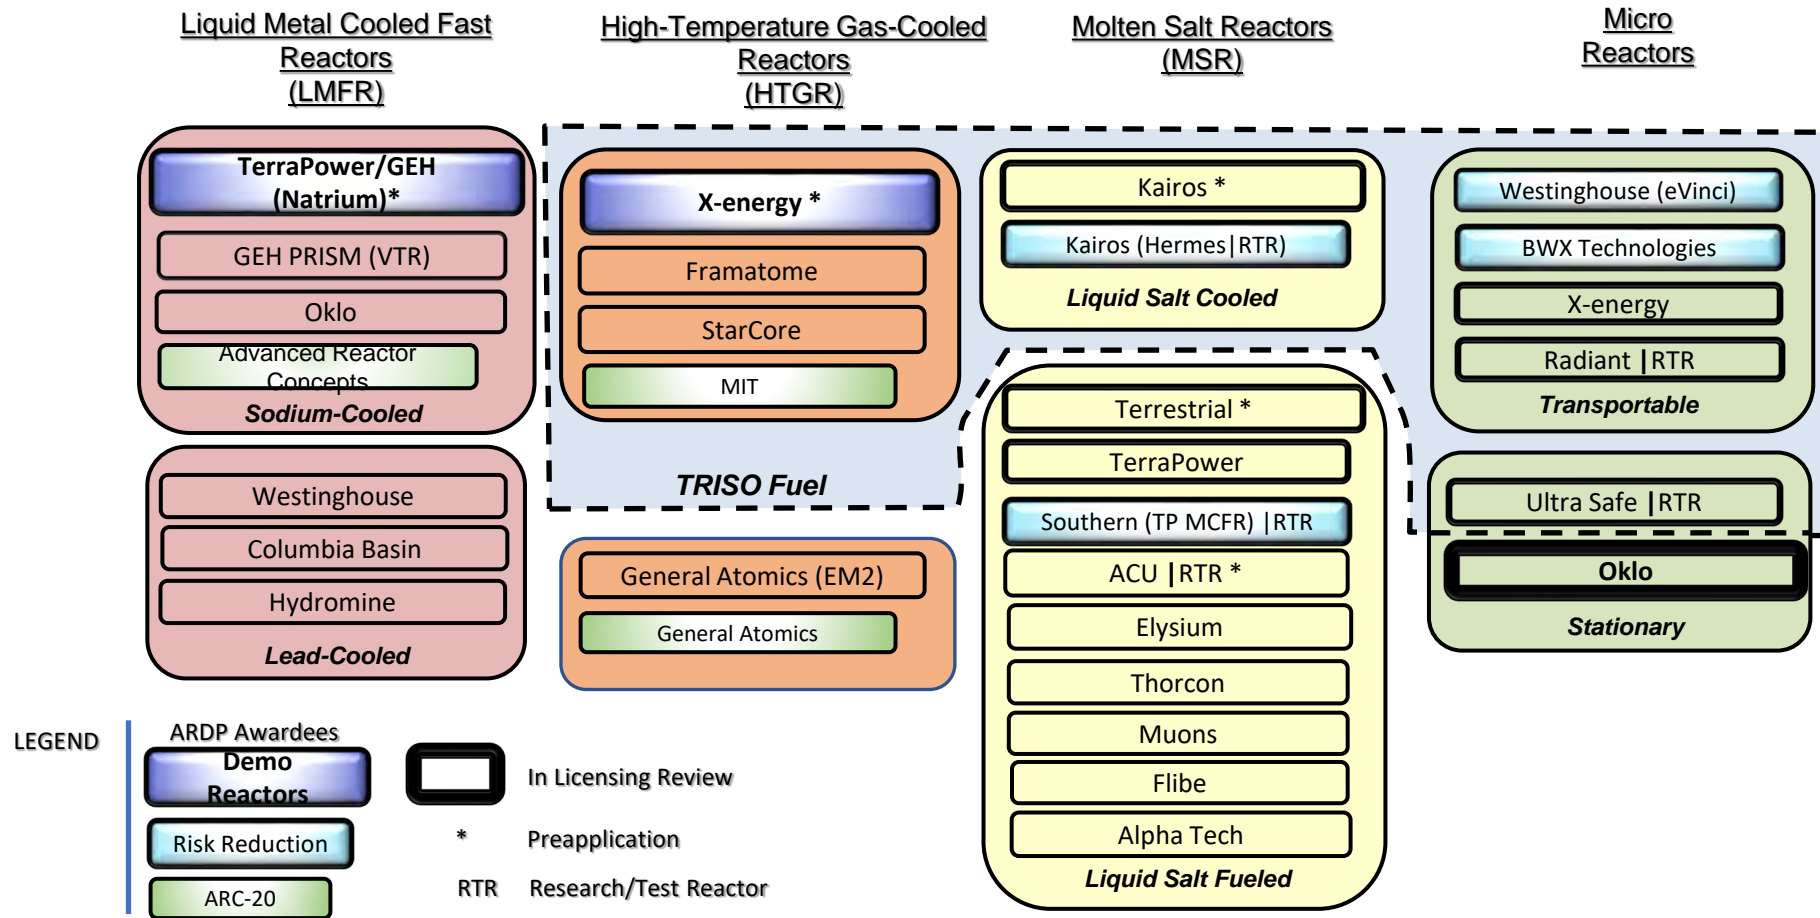 Liquid Metal Cooled Fast
Reactors
(LMFR)
High-Temperature Gas-Cooled
Reactors
(HTGR)
Molten Salt Reactors
(MSR)
Micro
Reactors
TerraPower/GEH
(Natrium)*
GEH PRISM (VTR)
Oklo
Advanced Reactor
Concepts
Sodium-Cooled
Westinghouse
Columbia Basin
Hydromine
Lead-Cooled
X-energy *
Framatome
StarCore
MIT
TRISO Fuel
General Atomics (EM2)
General Atomics
Kairos *
Kairos (Hermes|RTR)
Liquid Salt Cooled
Terrestrial *
TerraPower
Southern (TP MCFR) |RTR
ACU |RTR *
Elysium
Thorcon
Muons
Flibe
Alpha Tech
Liquid Salt Fueled
Westinghouse (eVinci)
BWX Technologies
X-energy
Radiant |RTR
Transportable
Ultra Safe |RTR
Oklo
Stationary
LEGEND
ARDP Awardees
Demo
Reactors
Risk Reduction
ARC-20
In Licensing Review
* Preapplication
RTR Research/Test Reactor